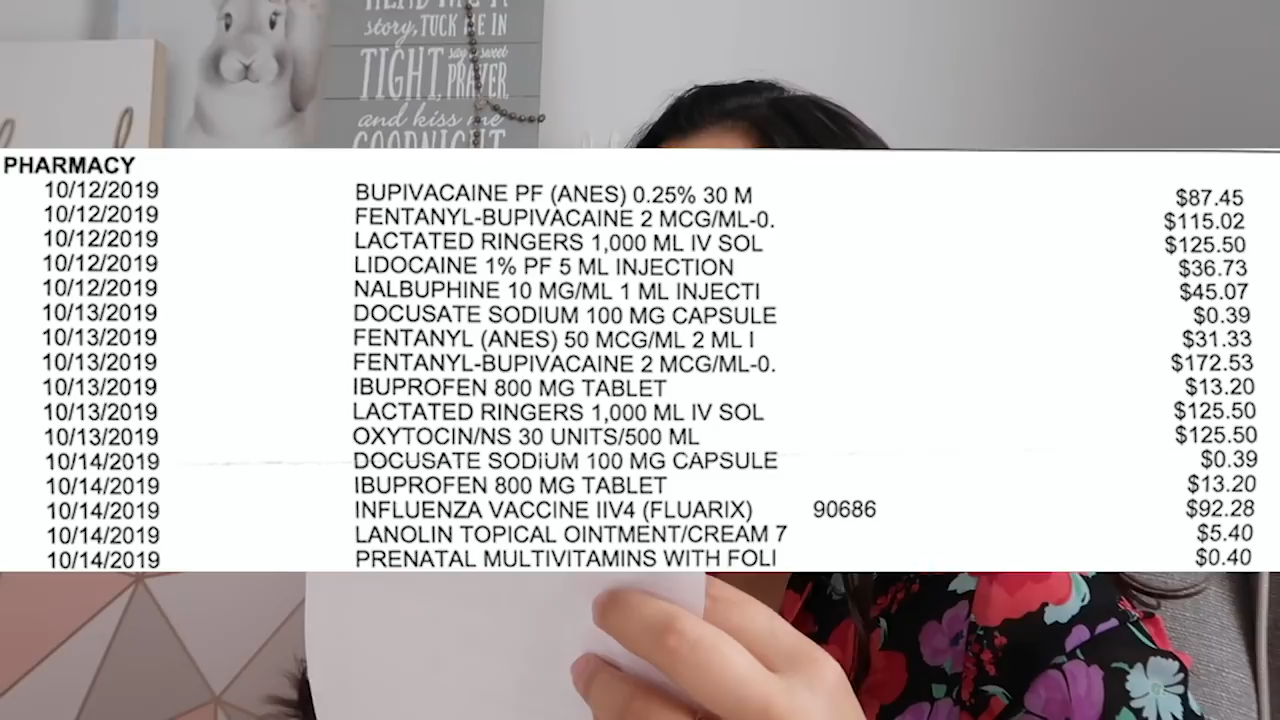 story, TUCK ME IN
TIGHT, say a sweet PRAYER
and kiss me
GOODNIGHT
PHARMACY
10/12/2019 BUPIVACAINE PF (ANES) 0.25% 30 M $87.45
10/12/2019 FENTANYL-BUPIVACAINE 2 MCG/ML-0. $115.02
10/12/2019 LACTATED RINGERS 1,000 ML IV SOL $125.50
10/12/2019 LIDOCAINE 1% PF 5 ML INJECTION $36.73
10/12/2019 NALBUPHINE 10 MG/ML 1 ML INJECTI $45.07
10/13/2019 DOCUSATE SODIUM 100 MG CAPSULE $0.39
10/13/2019 FENTANYL (ANES) 50 MCG/ML 2 ML I $31.33
10/13/2019 FENTANYL-BUPIVACAINE 2 MCG/ML-0. $172.53
10/13/2019 IBUPROFEN 800 MG TABLET $13.20
10/13/2019 LACTATED RINGERS 1,000 ML IV SOL $125.50
10/13/2019 OXYTOCIN/NS 30 UNITS/500 ML $125.50
10/14/2019 DOCUSATE SODIUM 100 MG CAPSULE $0.39
10/14/2019 IBUPROFEN 800 MG TABLET $13.20
10/14/2019 INFLUENZA VACCINE IIV4 (FLUARIX) 90686 $92.28
10/14/2019 LANOLIN TOPICAL OINTMENT/CREAM 7 $5.40
10/14/2019 PRENATAL MULTIVITAMINS WITH FOLI $0.40